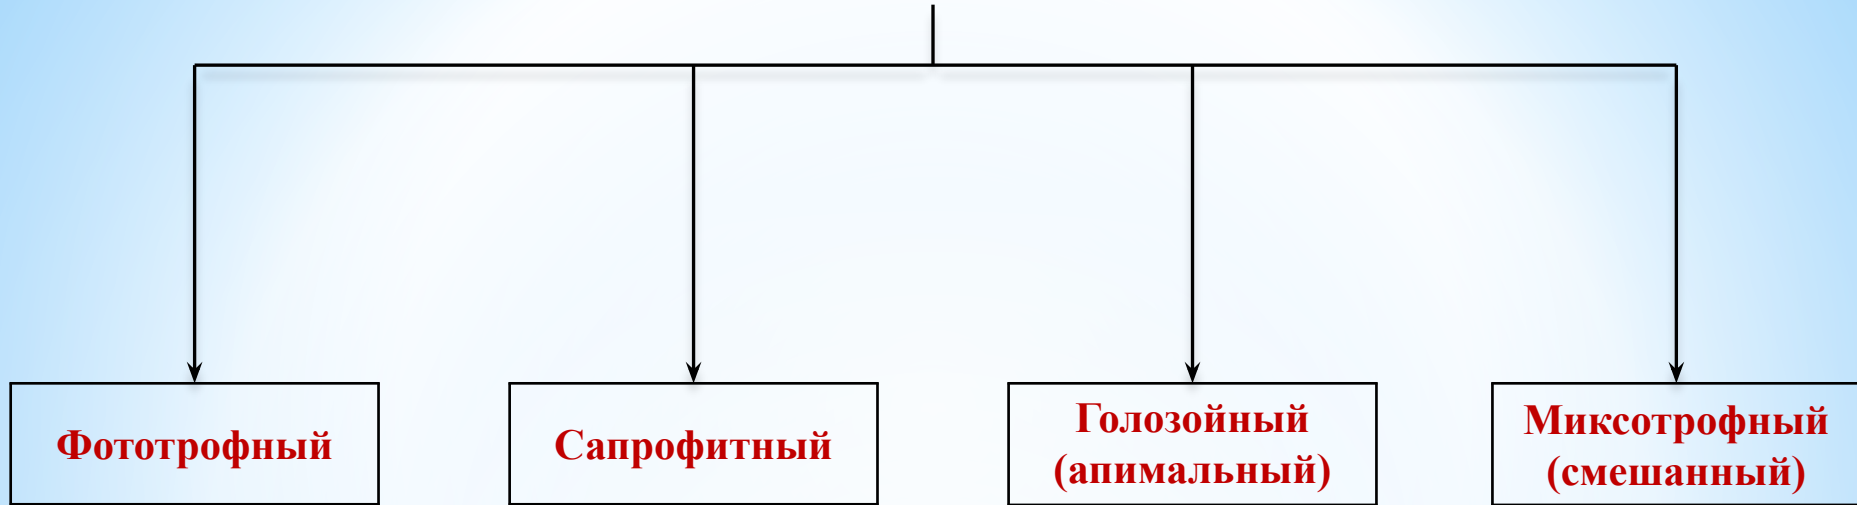 Фототрофный
Сапрофитный
Голозойный
(апимальный)
Миксотрофный
(смешанный)